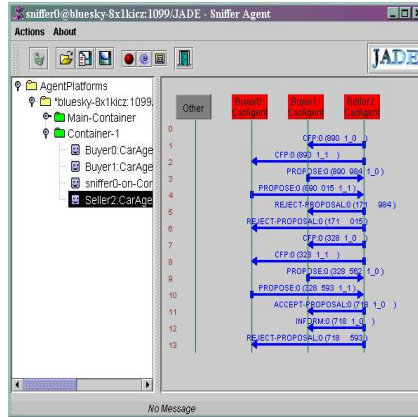 sniffer0@bluesky-8x1kicz:1099/JADE - Sniffer Agent
Actions About
JADE
AgentPlatforms
"bluesky-8x1kicz:1099.
Main-Container
Container-1
Buyer0:CarAge
Buyer1:CarAge
sniffer0-on-Con
Seller2:CarAge
Other
Buyer0:
CarAgent
Buyer1:
CarAgent
Seller2:
CarAgent
0
1
2
3
4
5
6
7
8
9
10
11
12
13
CFP:0 (890 1_0 )
CFP:0 (890 1_1 )
PROPOSE:0 (890 984 1_0 )
PROPOSE:0 (890 015 1_1 )
REJECT-PROPOSAL:0 (171 984)
REJECT-PROPOSAL:0 (171 015)
CFP:0 (328 1_0 )
CFP:0 (328 1_1 )
PROPOSE:0 (328 562 1_0 )
PROPOSE:0 (328 593 1_1 )
ACCEPT-PROPOSAL:0 (718 1_0 )
INFORM:0 (718 1_0 )
REJECT-PROPOSAL:0 (718 593)
No Message